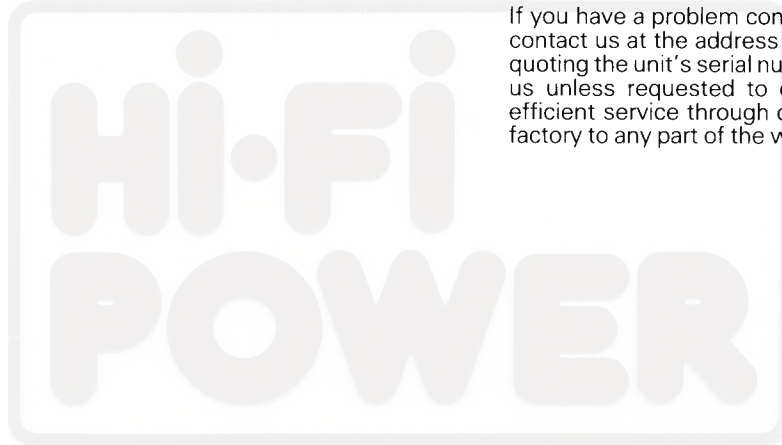 If you have a problem con
contact us at the address
quoting the unit's serial nu
us unless requested to
efficient service through
factory to any part of the
Hi-Fi
POWER